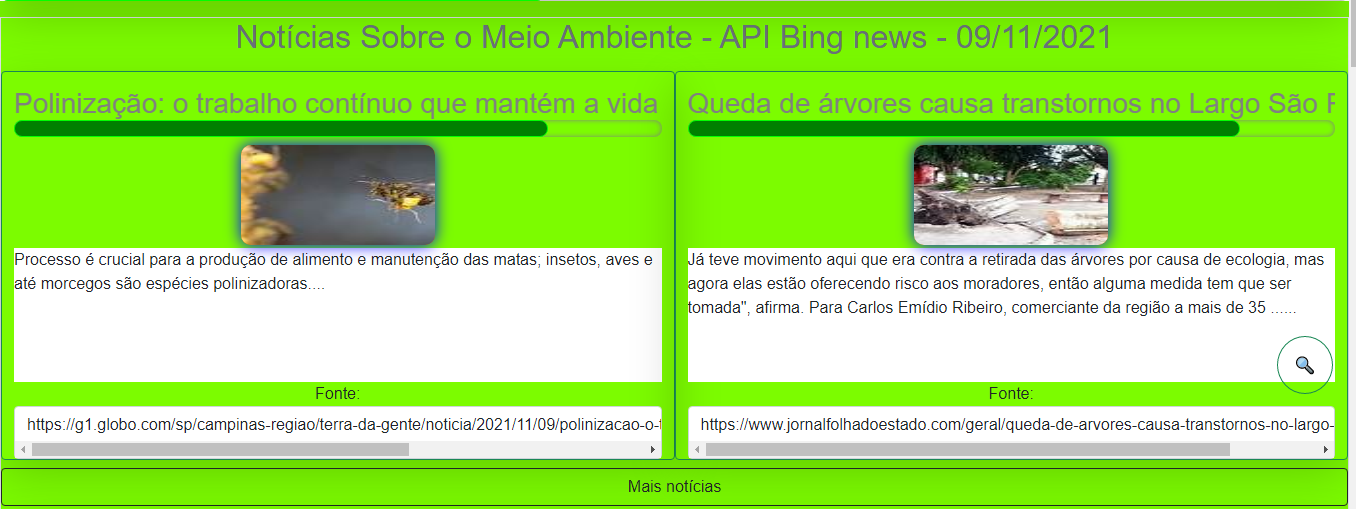 Notícias Sobre o Meio Ambiente - API Bing news - 09/11/2021
Polinização: o trabalho contínuo que mantém a vida
Processo é crucial para a produção de alimento e manutenção das matas; insetos, aves e
até morcegos são espécies polinizadoras....
Fonte:
https://g1.globo.com/sp/campinas-regiao/terra-da-gente/noticia/2021/11/09/polinizacao-o-
Queda de árvores causa transtornos no Largo São
Já teve movimento aqui que era contra a retirada das árvores por causa de ecologia, mas
agora elas estão oferecendo risco aos moradores, então alguma medida tem que ser
tomada", afirma. Para Carlos Emídio Ribeiro, comerciante da região a mais de 35 ......
Fonte:
https://www.jornalfolhadoestado.com/geral/queda-de-arvores-causa-transtornos-no-largo-
Mais notícias